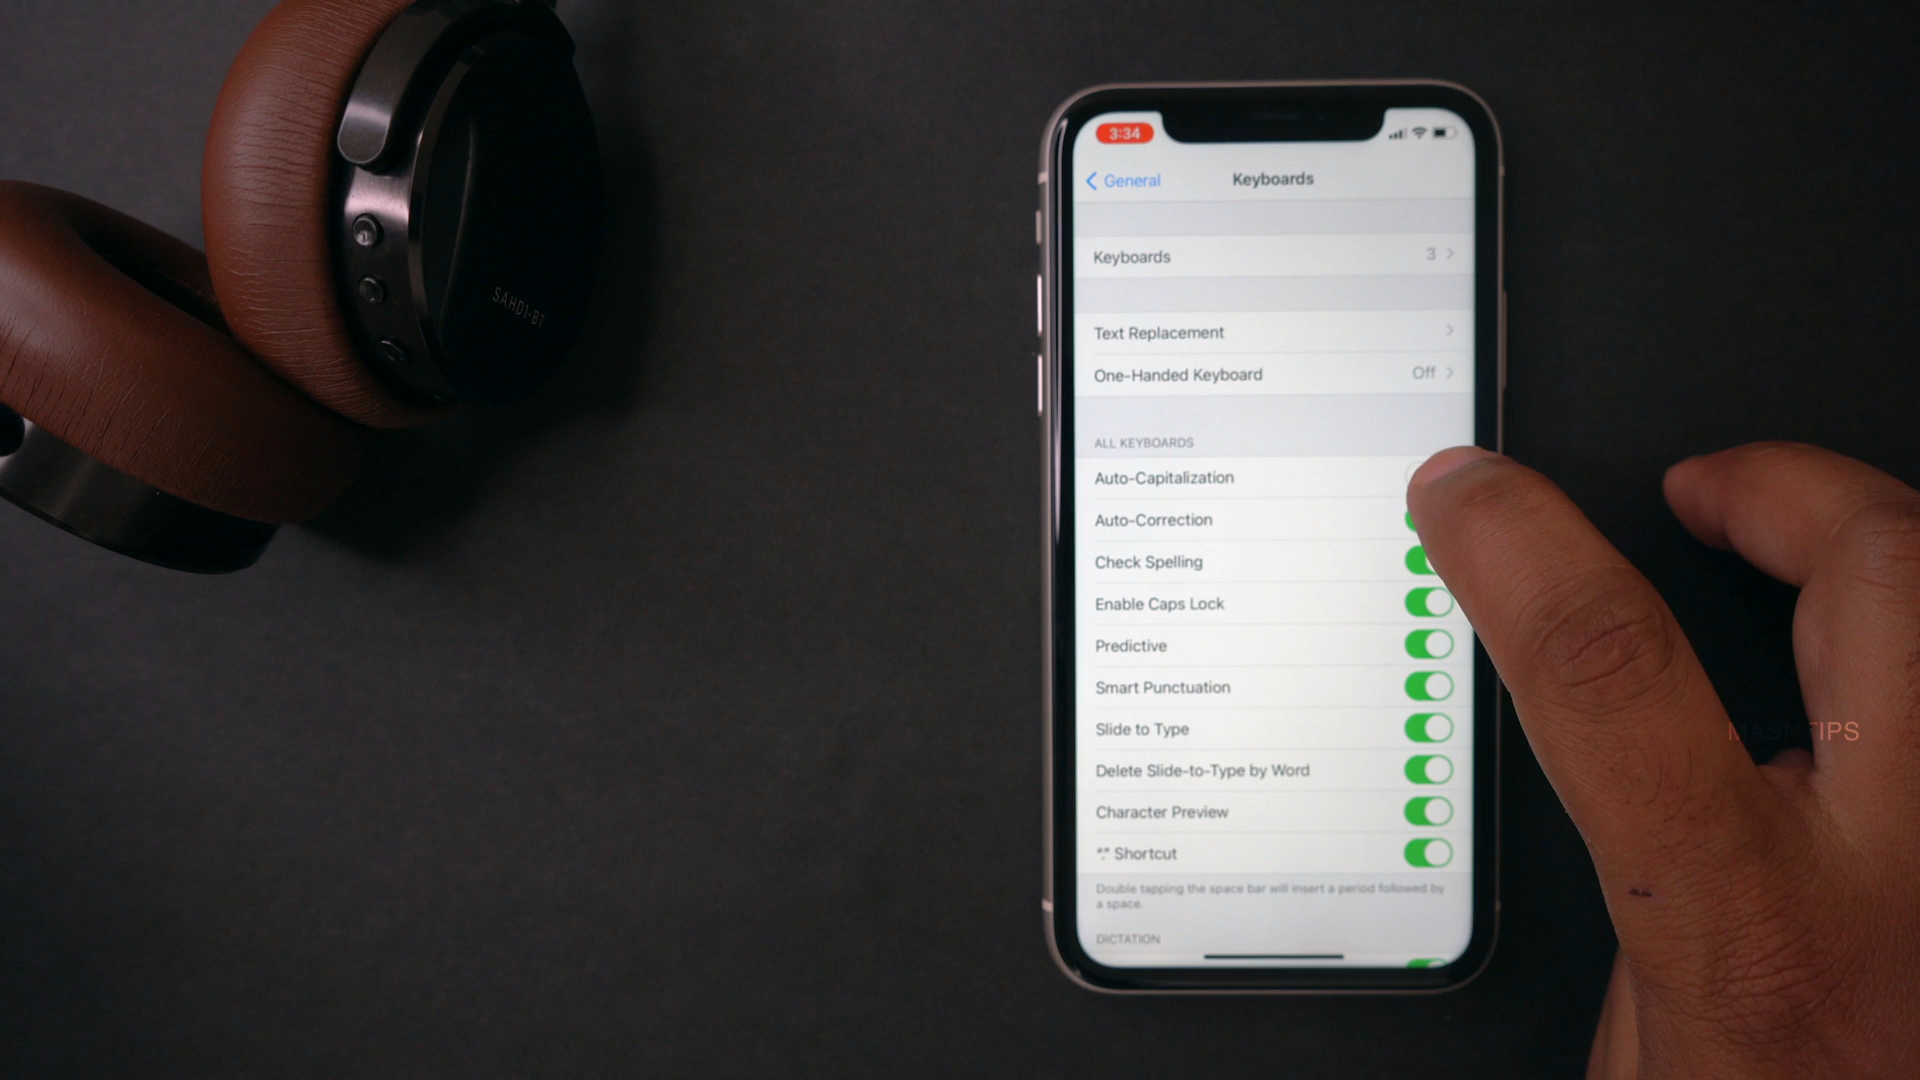 SAHD1-BT
3:34
General
Keyboards
Keyboards 3
Text Replacement
One-Handed Keyboard Off
ALL KEYBOARDS
Auto-Capitalization
Auto-Correction
Check Spelling
Enable Caps Lock
Predictive
Smart Punctuation
Slide to Type
Delete Slide-to-Type by Word
Character Preview
"." Shortcut
Double tapping the space bar will insert a period followed by
a space.
DICTATION
MASHTIPS